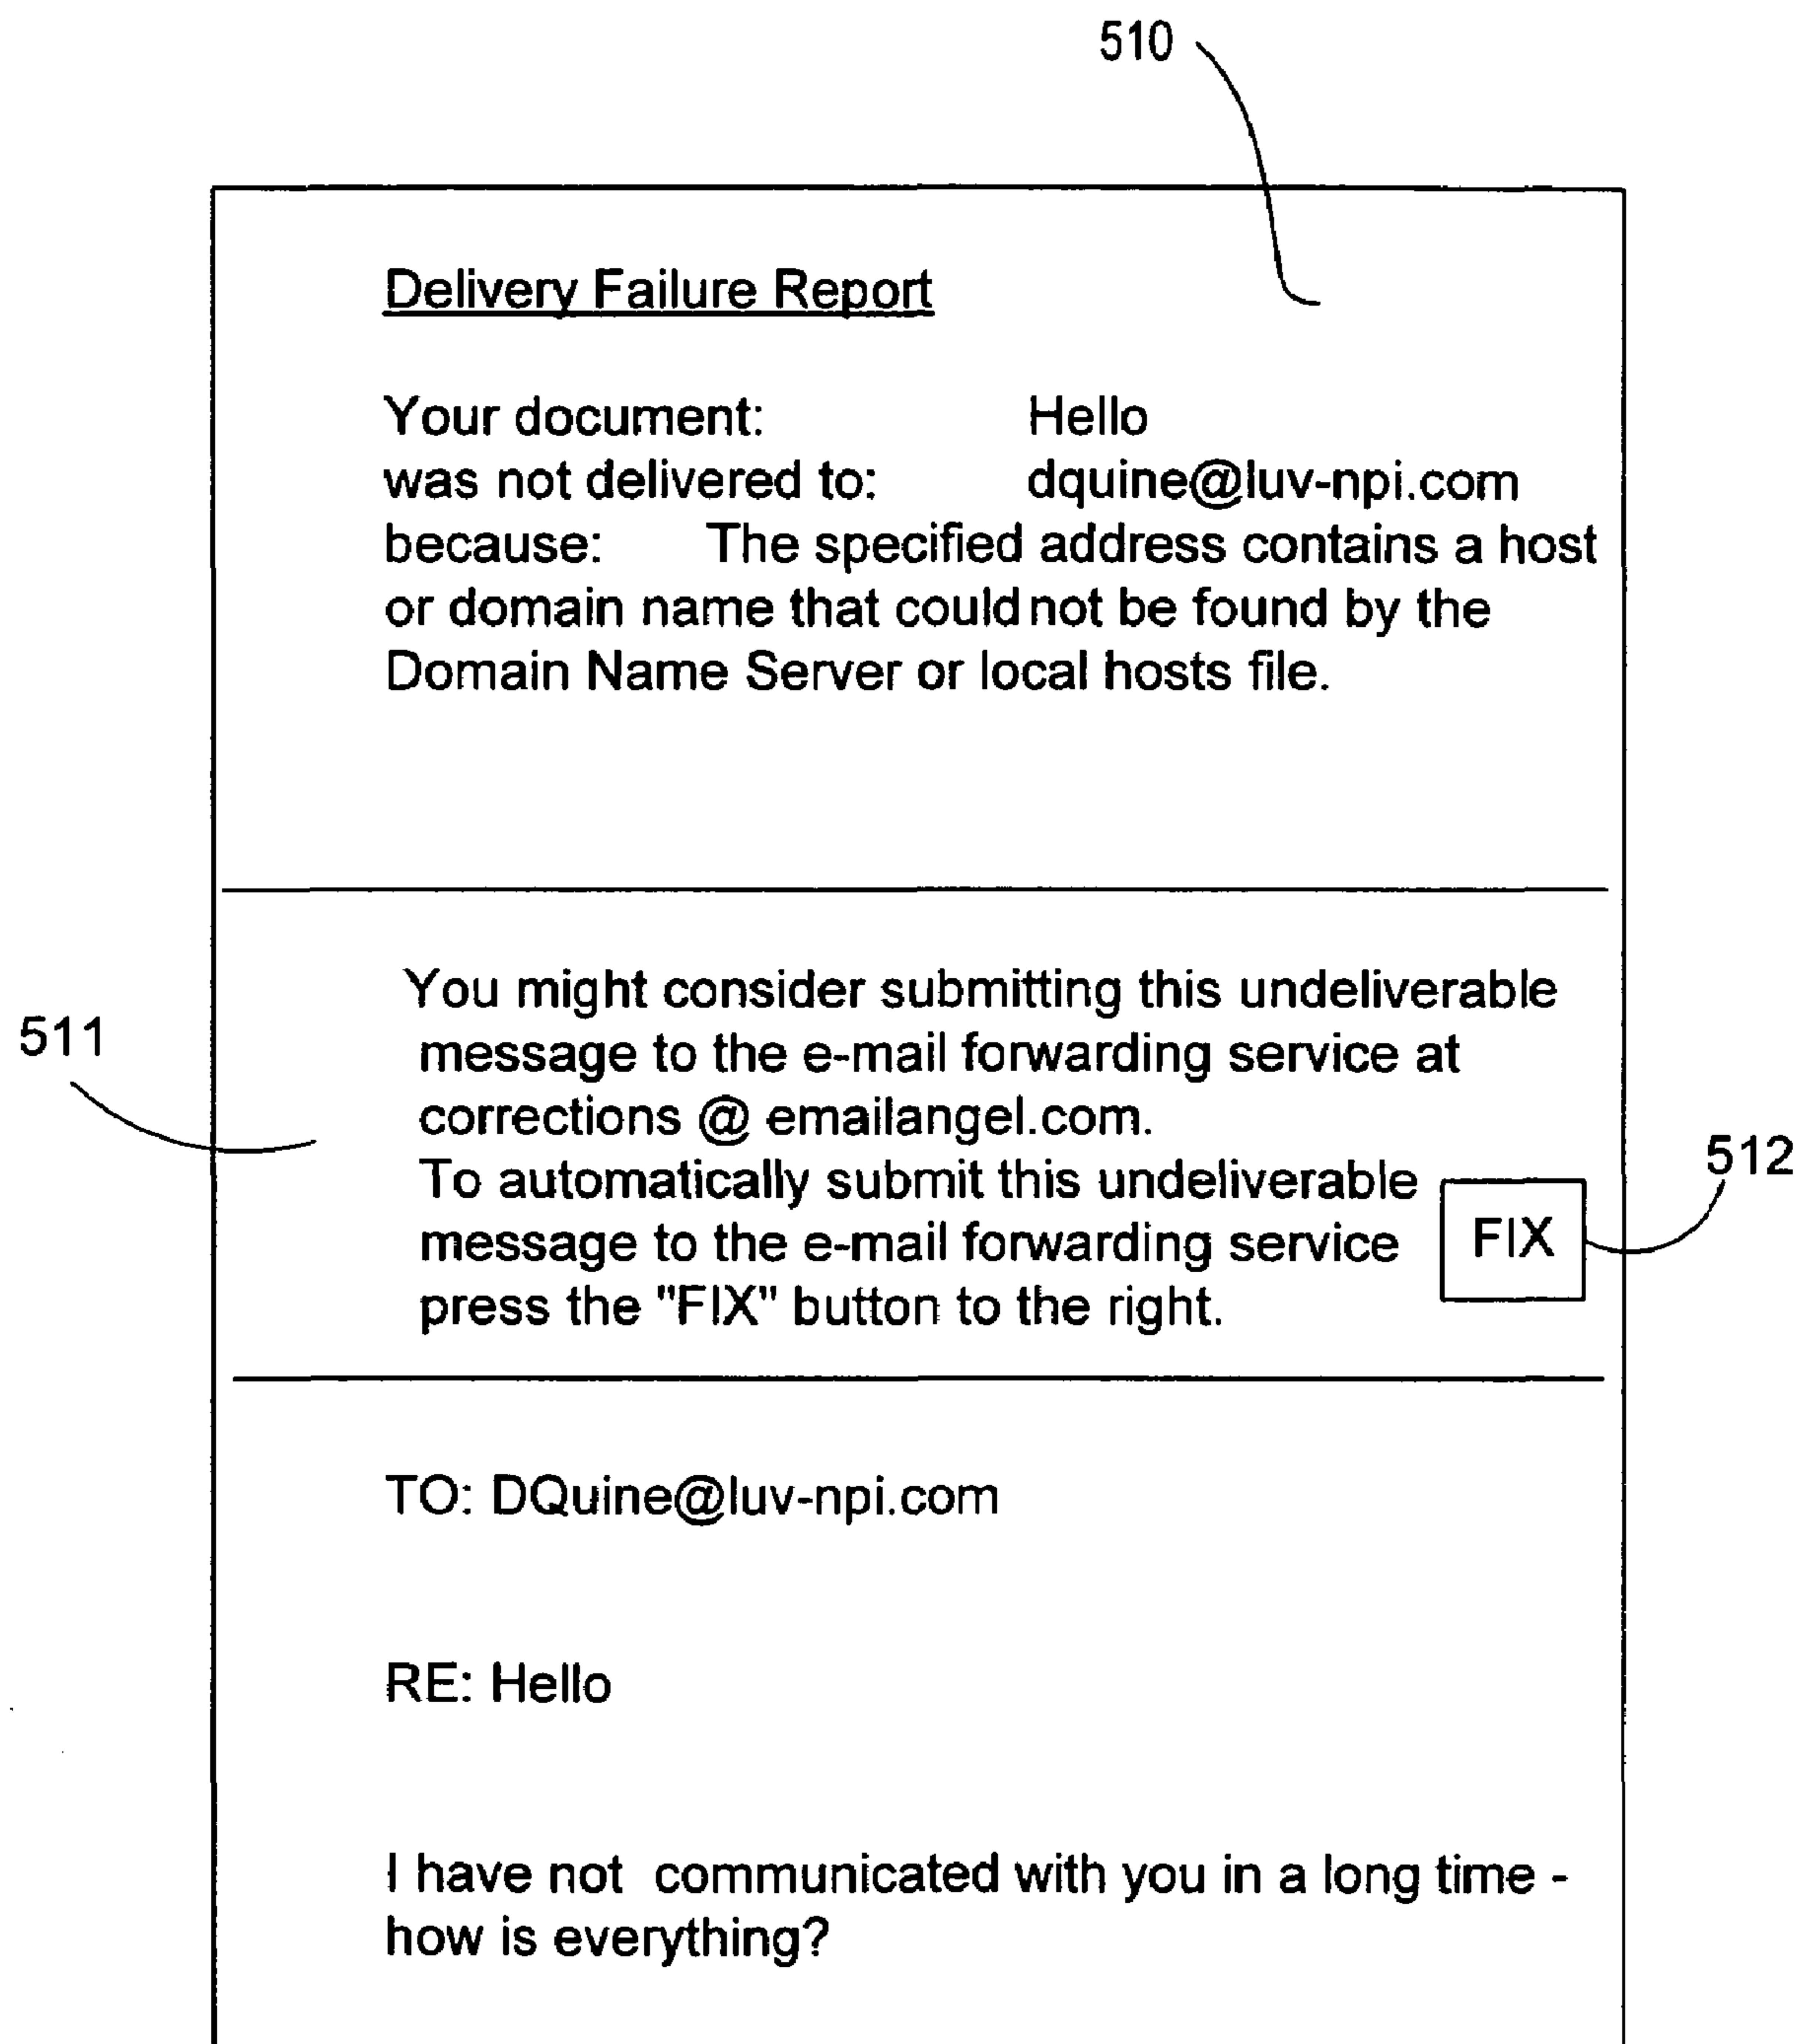 510
Delivery Failure Report
Your document: Hello
was not delivered to: dquine@luv-npi.com
because: The specified address contains a host
or domain name that could not be found by the
Domain Name Server or local hosts file.
You might consider submitting this undeliverable
message to the e-mail forwarding service at
511
corrections @ emailangel.com.
To automatically submit this undeliverable
512
message to the e-mail forwarding service
FIX
press the "FIX" button to the right.
TO: DQuine@luv-npi.com
RE: Hello
I have not communicated with you in a long time -
how is everything?